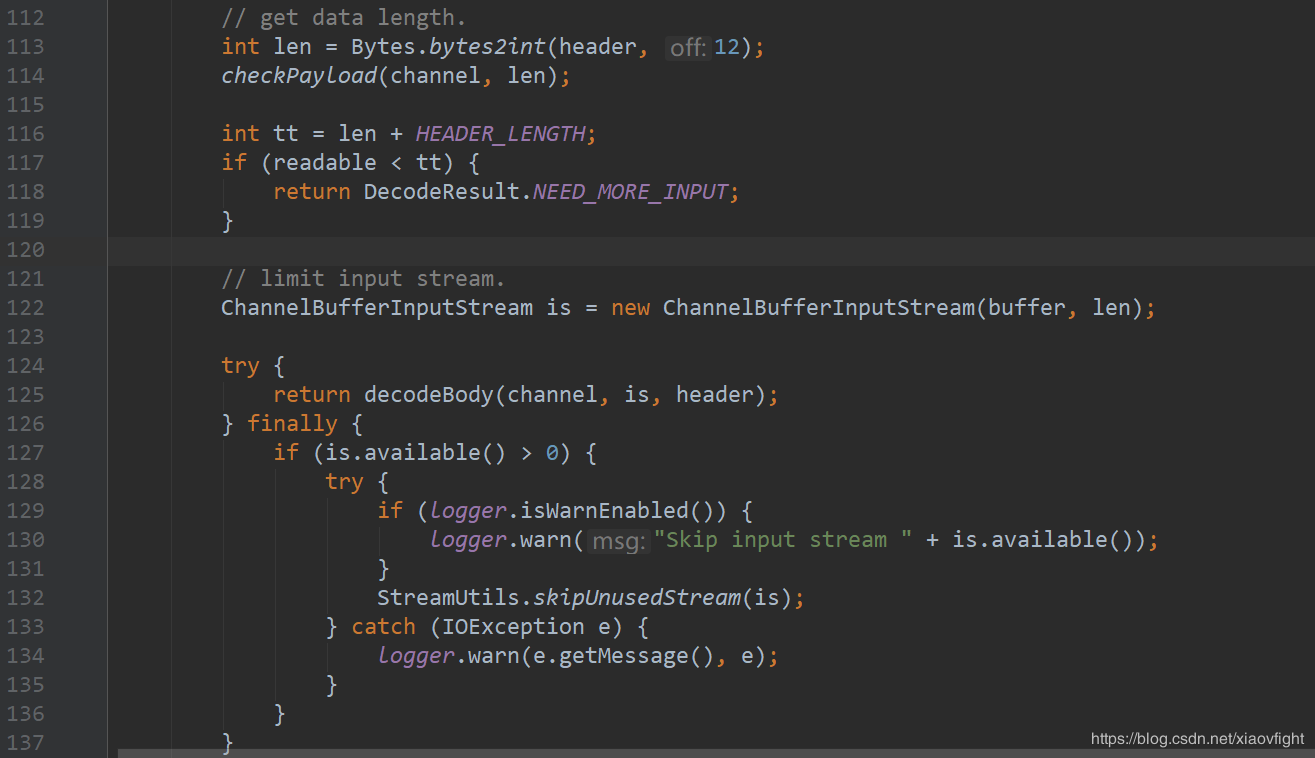 112 // get data length.
113 int len = Bytes.bytes2int(header, off: 12);
114 checkPayload(channel, len);
115
116 int tt = len + HEADER_LENGTH;
117 if (readable < tt) {
118 return DecodeResult.NEED_MORE_INPUT;
119 }
120
121 // limit input stream.
122 ChannelBufferInputStream is = new ChannelBufferInputStream(buffer, len);
123
124 try {
125 return decodeBody(channel, is, header);
126 } finally {
127 if (is.available() > 0) {
128 try {
129 if (logger.isWarnEnabled()) {
130 logger.warn( msg: "Skip input stream " + is.available());
131 }
132 StreamUtils.skipUnusedStream(is);
133 } catch (IOException e) {
134 logger.warn(e.getMessage(), e);
135 }
136 }
137 }
https://blog.csdn.net/xiaovfight